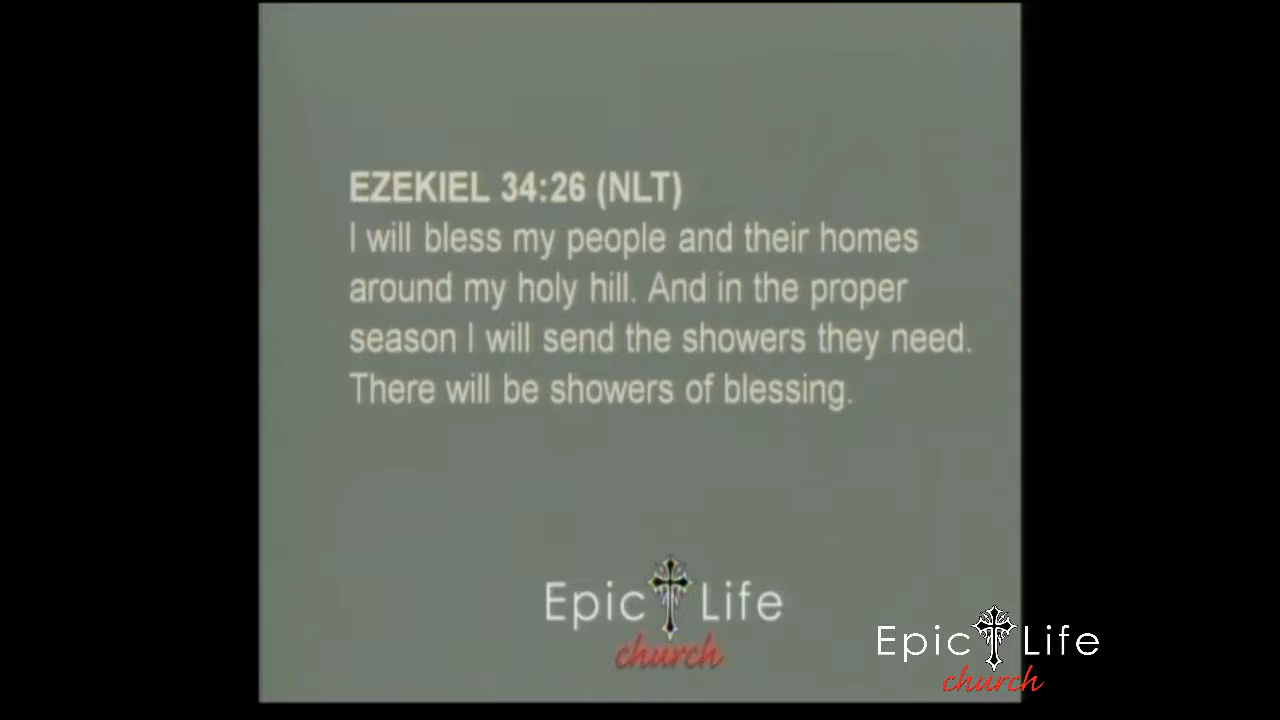 EZEKIEL 34:26 (NLT)
I will bless my people and their homes
around my holy hill. And in the proper
season I will send the showers they need.
There will be showers of blessing.
Epic Life
church
Epic Life
church